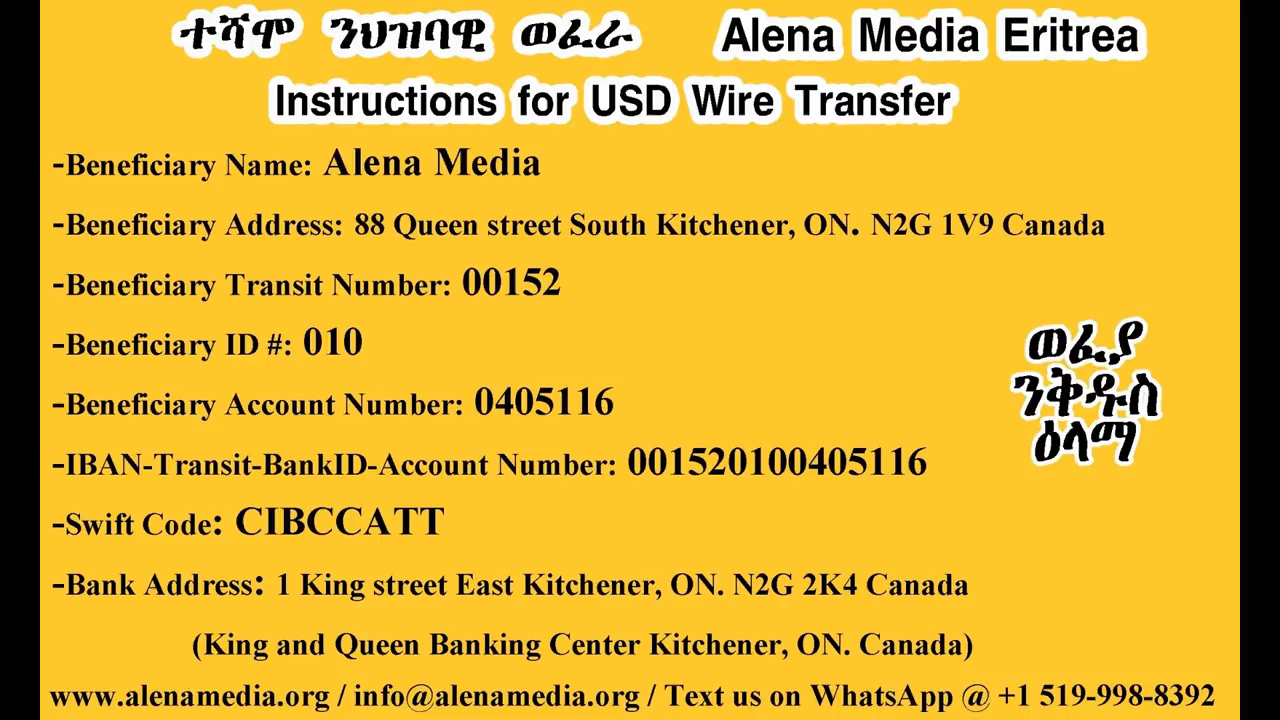 ተሻሞ ንህዝባዊ ወፈራ Alena Media Eritrea
Instructions for USD Wire Transfer
-Beneficiary Name: Alena Media
-Beneficiary Address: 88 Queen street South Kitchener, ON. N2G 1V9 Canada
-Beneficiary Transit Number: 00152
-Beneficiary ID #: 010
-Beneficiary Account Number: 0405116
-IBAN-Transit-BankID-Account Number: 001520100405116
-Swift Code: CIBCCATT
-Bank Address: 1 King street East Kitchener, ON. N2G 2K4 Canada
(King and Queen Banking Center Kitchener, ON. Canada)
ወፈያ
ንቅዱስ
ዕላማ
www.alenamedia.org / info@alenamedia.org / Text us on WhatsApp @ +1 519-998-8392